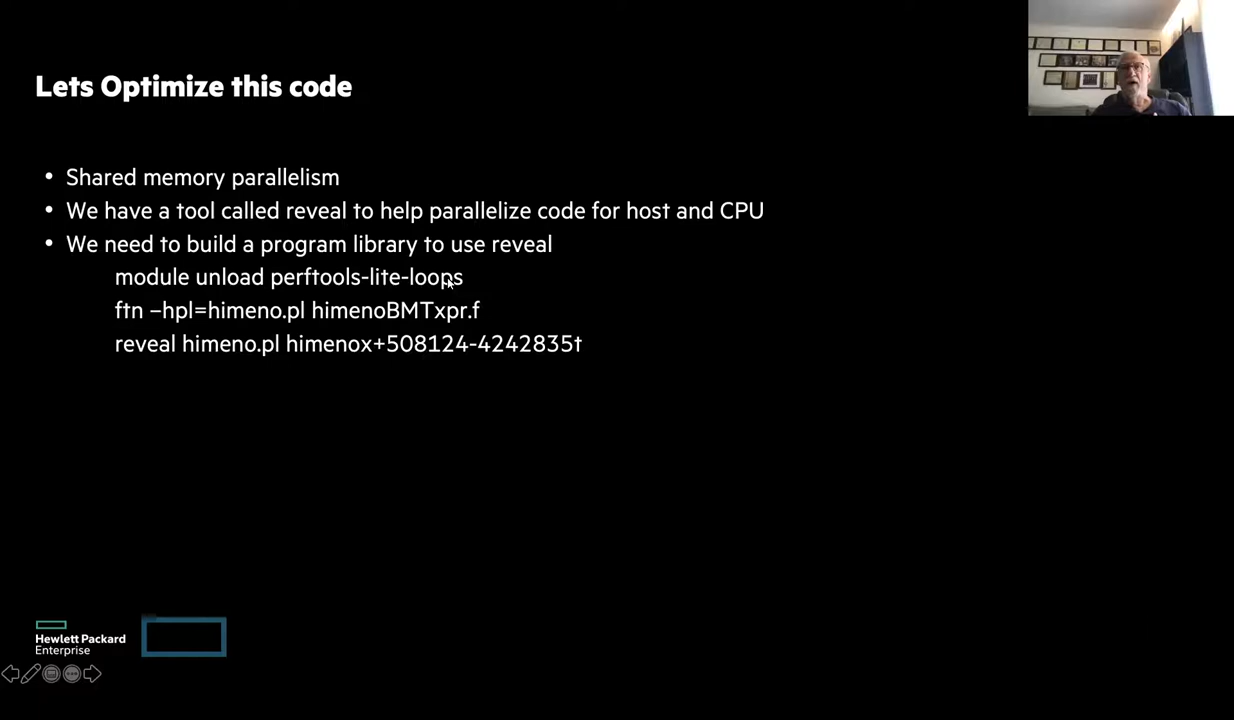 Lets Optimize this code
• Shared memory parallelism
• We have a tool called reveal to help parallelize code for host and CPU
• We need to build a program library to use reveal
module unload perftools-lite-loops
ftn –hpl=himeno.pl himenoBMTxpr.f
reveal himeno.pl himenox+508124-4242835t
Hewlett Packard
Enterprise